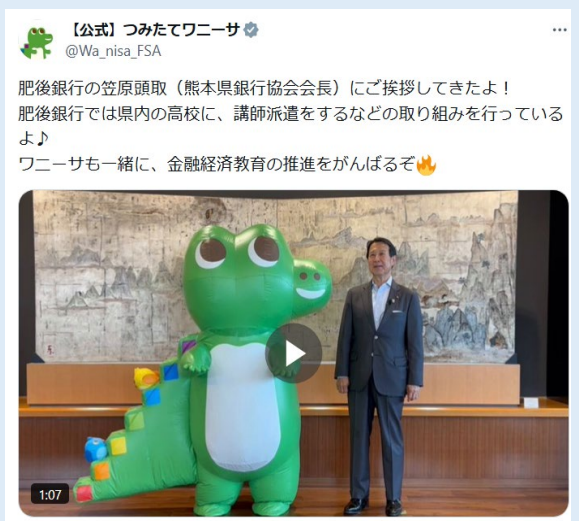 【公式】つみたてワニーサ
@Wa_nisa_FSA
肥後銀行の笠原頭取（熊本県銀行協会会長）にご挨拶してきたよ！
肥後銀行では県内の高校に、講師派遣をするなどの取り組みを行っている
よ♪
ワニーサも一緒に、金融経済教育の推進をがんばるぞ🔥
1:07